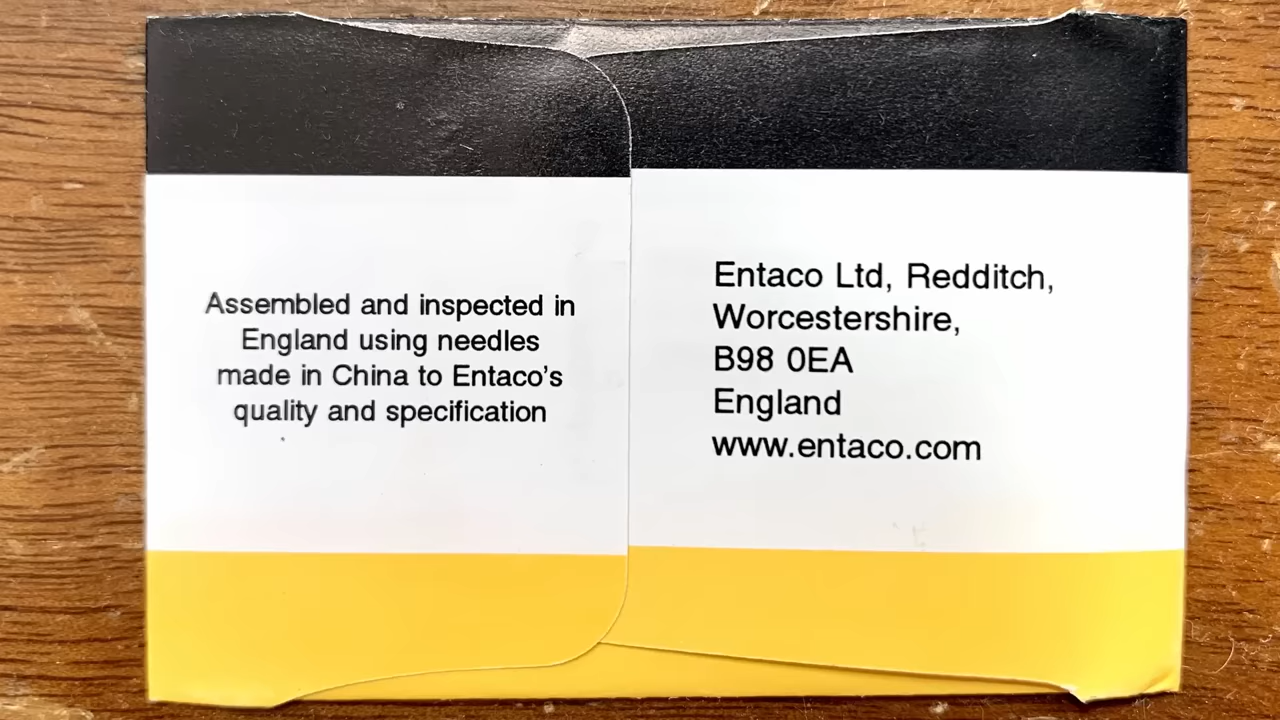 Assembled and inspected in
England using needles
made in China to Entaco's
quality and specification
Entaco Ltd, Redditch,
Worcestershire,
B98 0EA
England
www.entaco.com